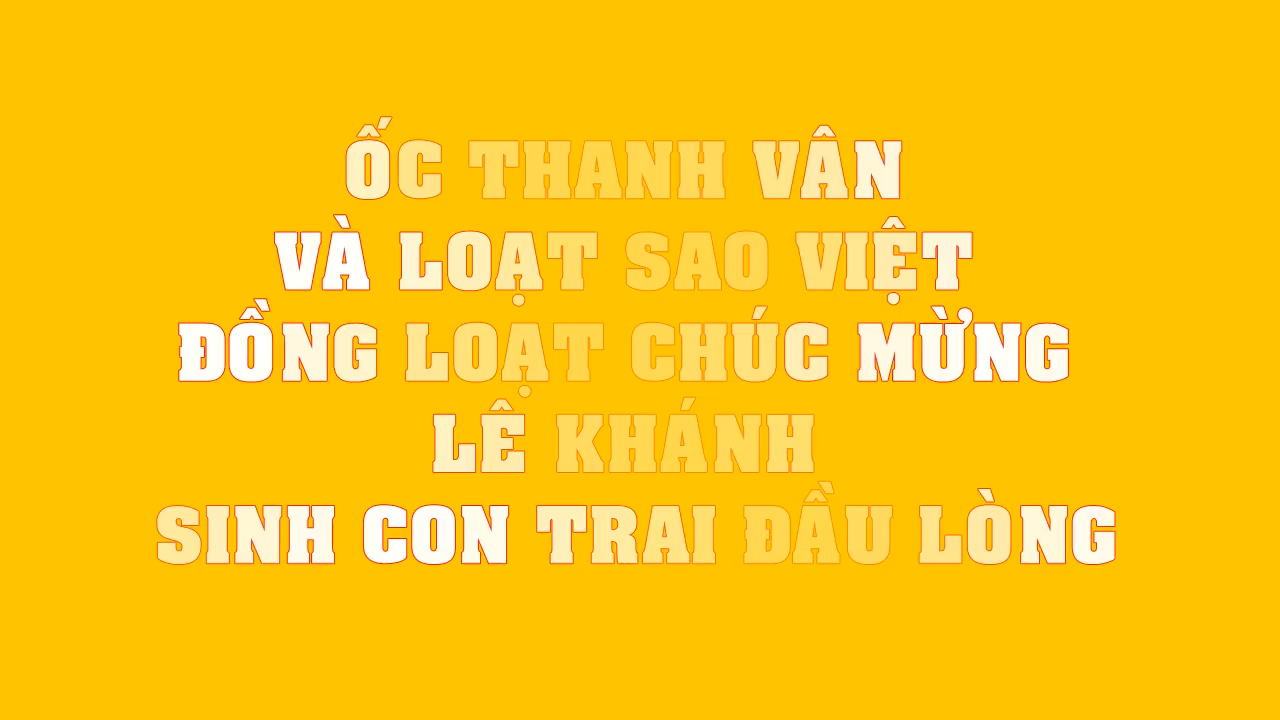 ỐC THANH VÂN
VÀ LOẠT SAO VIỆT
ĐỒNG LOẠT CHÚC MỪNG
LÊ KHÁNH
SINH CON TRAI ĐẦU LÒNG